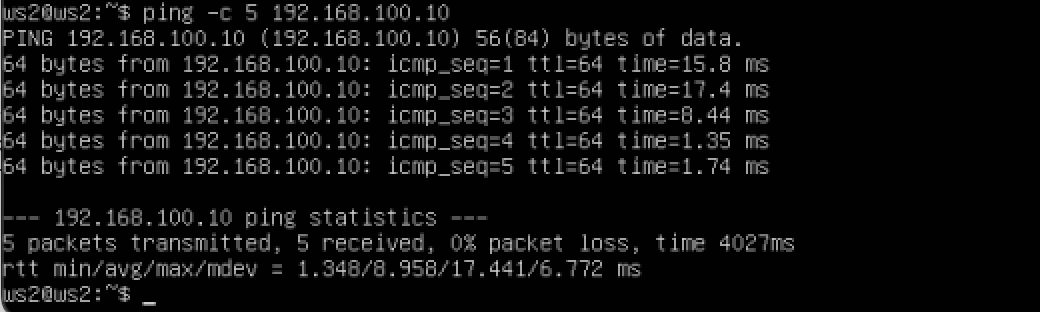 ws2@ws2:~$ ping -c 5 192.168.100.10
PING 192.168.100.10 (192.168.100.10) 56(84) bytes of data.
64 bytes from 192.168.100.10: icmp_seq=1 ttl=64 time=15.8 ms
64 bytes from 192.168.100.10: icmp_seq=2 ttl=64 time=17.4 ms
64 bytes from 192.168.100.10: icmp_seq=3 ttl=64 time=8.44 ms
64 bytes from 192.168.100.10: icmp_seq=4 ttl=64 time=1.35 ms
64 bytes from 192.168.100.10: icmp_seq=5 ttl=64 time=1.74 ms
--- 192.168.100.10 ping statistics ---
5 packets transmitted, 5 received, 0% packet loss, time 4027ms
rtt min/avg/max/mdev = 1.348/8.958/17.441/6.772 ms
ws2@ws2:~$ _